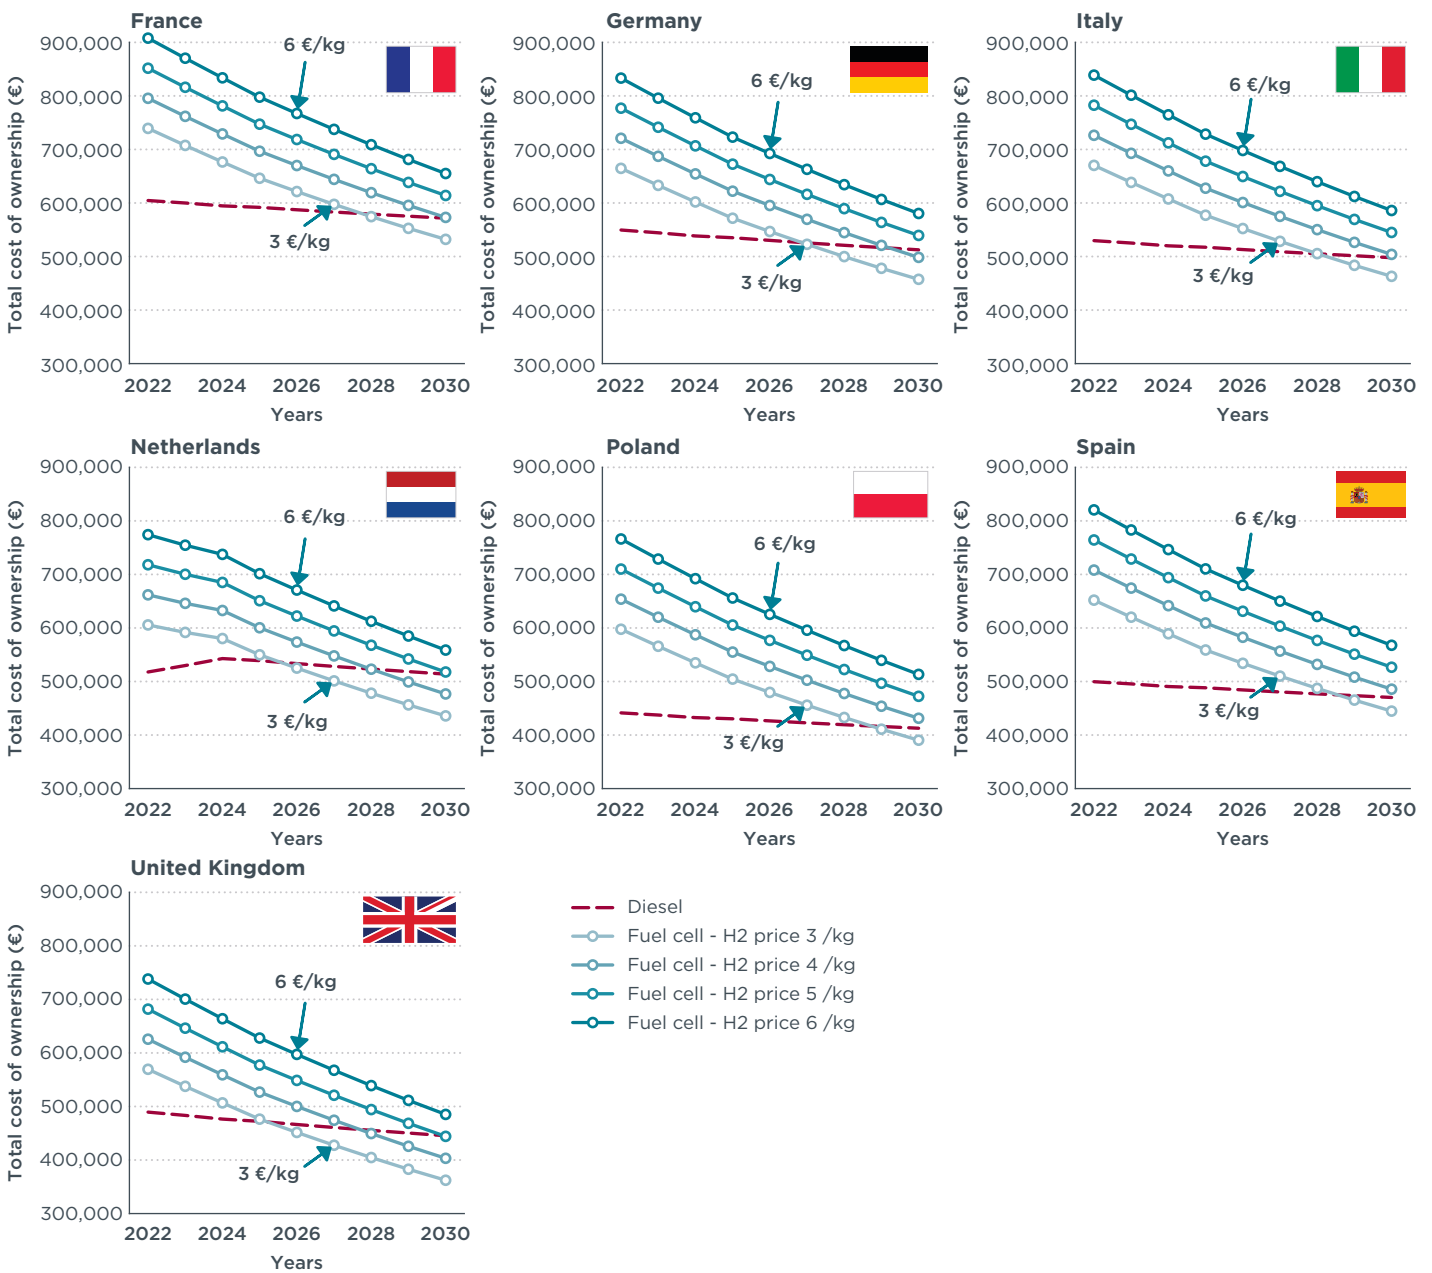 France
Total cost of ownership (€)
900,000
800,000
700,000
600,000
500,000
400,000
300,000
6 €/kg
3 €/kg
2022 2024 2026 2028 2030
Years
Germany
Total cost of ownership (€)
900,000
800,000
700,000
600,000
500,000
400,000
300,000
6 €/kg
3 €/kg
2022 2024 2026 2028 2030
Years
Italy
Total cost of ownership (€)
900,000
800,000
700,000
600,000
500,000
400,000
300,000
6 €/kg
3 €/kg
2022 2024 2026 2028 2030
Years
Netherlands
Total cost of ownership (€)
900,000
800,000
700,000
600,000
500,000
400,000
300,000
6 €/kg
3 €/kg
2022 2024 2026 2028 2030
Years
Poland
Total cost of ownership (€)
900,000
800,000
700,000
600,000
500,000
400,000
300,000
6 €/kg
3 €/kg
2022 2024 2026 2028 2030
Years
Spain
Total cost of ownership (€)
900,000
800,000
700,000
600,000
500,000
400,000
300,000
6 €/kg
3 €/kg
2022 2024 2026 2028 2030
Years
United Kingdom
Total cost of ownership (€)
900,000
800,000
700,000
600,000
500,000
400,000
300,000
6 €/kg
3 €/kg
2022 2024 2026 2028 2030
Years
Diesel
Fuel cell - H2 price 3 /kg
Fuel cell - H2 price 4 /kg
Fuel cell - H2 price 5 /kg
Fuel cell - H2 price 6 /kg